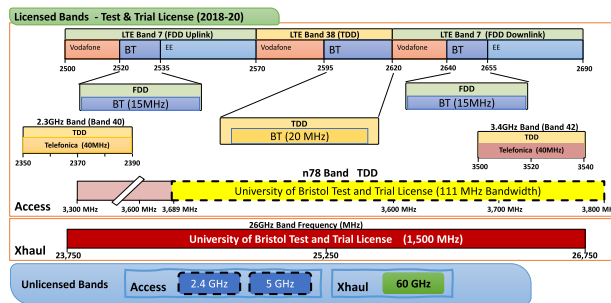 Licensed Bands - Test & Trial License (2018-20)
LTE Band 7 (FDD Uplink) LTE Band 38 (TDD) LTE Band 7 (FDD Downlink)
Vodafone BT EE Vodafone BT Vodafone BT EE
2500 2520 2535 2570 2595 2620 2640 2655 2690
FDD FDD
BT (15MHz) BT (15MHz)
2.3GHz Band (Band 40) TDD 3.4GHz Band (Band 42)
TDD BT (20 MHz) TDD
Telefonica (40MHz) Telefonica (40MHz)
2350 2390 3500 3540
n78 Band TDD
University of Bristol Test and Trial License (111 MHz Bandwidth)
Access 3,300 MHz 3,600 MHz 3,689 MHz 3,600 MHz 3,700 MHz 3,800 M
26GHz Band Frequency (MHz)
University of Bristol Test and Trial License (1,500 MHz)
Xhaul 23,750 25,250 26,750
Unlicensed Bands Access 2.4 GHz 5 GHz Xhaul 60 GHz